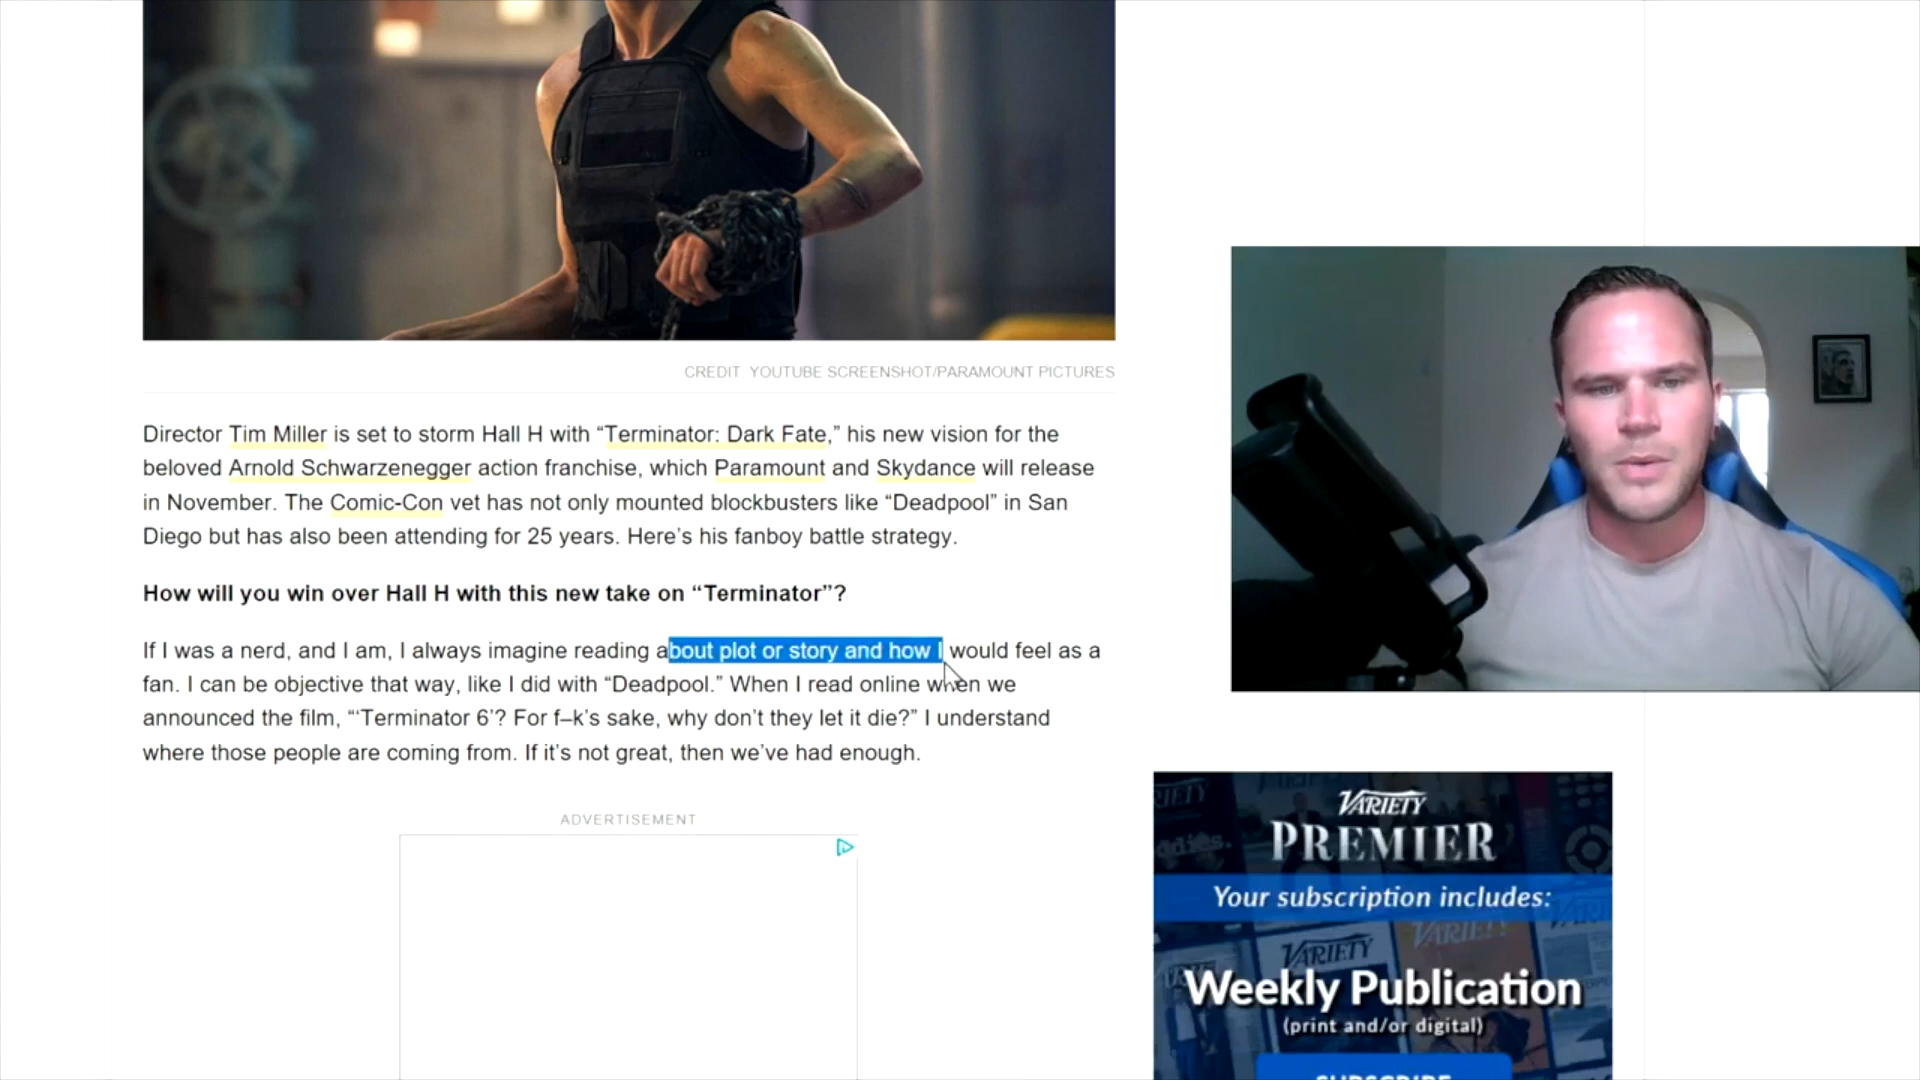 CREDIT YOUTUBE SCREENSHOT/PARAMOUNT PICTURES
Director Tim Miller is set to storm Hall H with “Terminator: Dark Fate,” his new vision for the
beloved Arnold Schwarzenegger action franchise, which Paramount and Skydance will release
in November. The Comic-Con vet has not only mounted blockbusters like “Deadpool” in San
Diego but has also been attending for 25 years. Here’s his fanboy battle strategy.
How will you win over Hall H with this new take on “Terminator”?
If I was a nerd, and I am, I always imagine reading about plot or story and how I would feel as a
fan. I can be objective that way, like I did with “Deadpool.” When I read online when we
announced the film, “‘Terminator 6’? For f–k’s sake, why don’t they let it die?” I understand
where those people are coming from. If it’s not great, then we’ve had enough.
ADVERTISEMENT
VARIETY
PREMIER
Your subscription includes:
VARIETY
VARIETY
Weekly Publication
(print and/or digital)
SUBSCRIBE